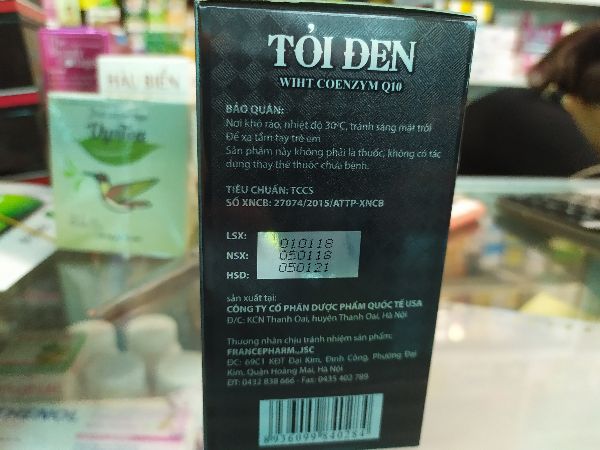 TỎI ĐEN
WIHT COENZYM Q10
BẢO QUẢN:
Nơi khô ráo, nhiệt độ 30°C, tránh sáng mặt trời
Để xa tầm tay trẻ em
Sản phẩm này không phải là thuốc, không có tác
dụng thay thế thuốc chữa bệnh.
TIÊU CHUẨN: TCCS
SỐ XNCB: 27074/2015/ATTP-XNCB
LSX: 010118
NSX: 050118
HSD: 050121
sản xuất tại:
CÔNG TY CỔ PHẦN DƯỢC PHẨM QUỐC TẾ USA
Đ/C: KCN Thanh Oai, huyện Thanh Oai, Hà Nội
Thương nhân chịu trách nhiệm sản phẩm:
FRANCEPHARM.,JSC
ĐC: 69C1 KĐT Đại Kim, Định Công, Phường Đại
Kim, Quận Hoàng Mai, Hà Nội
ĐT: 0432 838 666 - Fax: 0435 402 789
8936099840284
HẢI BIỂN